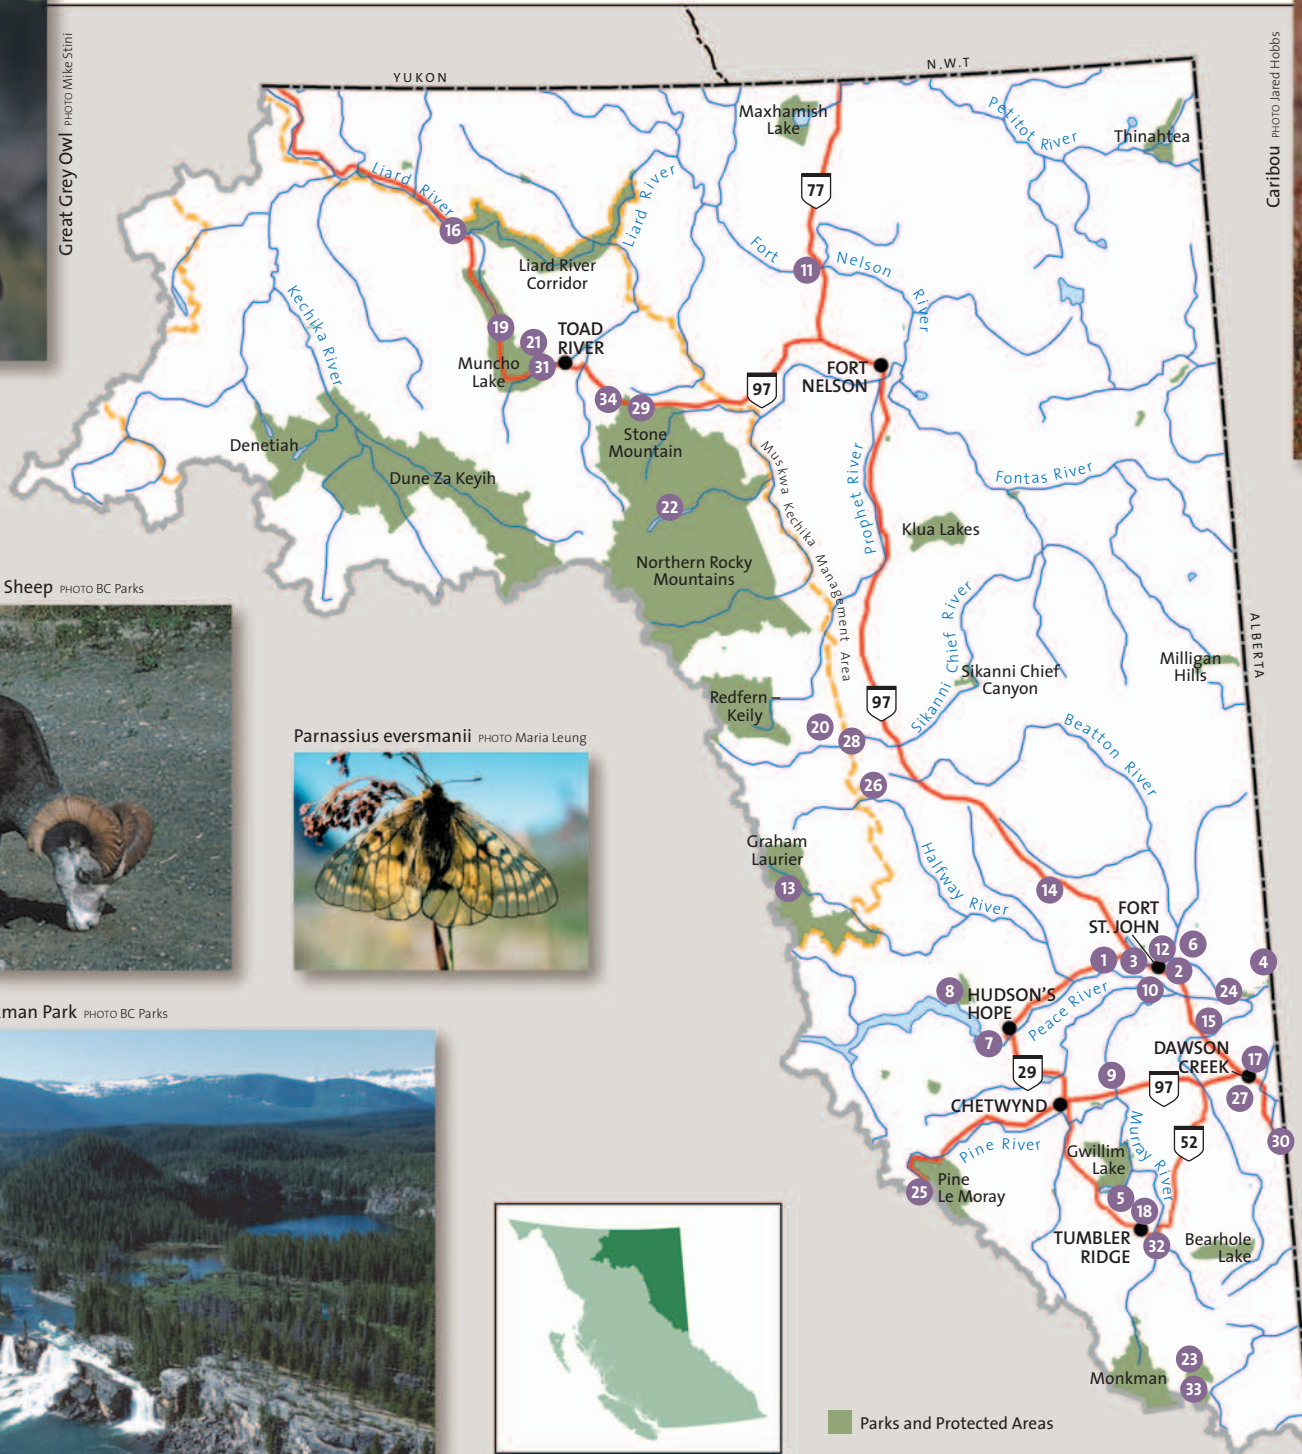 Great Grey Owl PHOTO Mike Stini
Caribou PHOTO Jared Hobbs
YUKON
N.W.T
ALBERTA
Maxhamish
Lake
Petitot River
Thinahtea
77
Liard River
Liard River
16
Liard River
Corridor
Fort Nelson River
11
Kechika River
19
21
TOAD
RIVER
Muncho
Lake
31
FORT
NELSON
97
34
29
Stone
Mountain
Denetiah
Dune Za Keyih
Muskwa Kechika Management Area
Prophet River
Fontas River
22
Klua Lakes
Northern Rocky
Mountains
Sheep PHOTO BC Parks
Sikanni Chief River
Sikanni Chief
Canyon
Milligan
Hills
Redfern
Keily
97
20
28
Beatton River
Parnassius eversmanii PHOTO Maria Leung
26
Graham
Laurier
Halfway River
13
14
FORT
ST. JOHN
12
6
1
3
2
4
8
HUDSON'S
HOPE
10
24
Peace River
man Park PHOTO BC Parks
7
15
DAWSON
CREEK
17
29
9
97
27
CHETWYND
52
30
Pine River
Murray River
Gwillim
Lake
25
Pine
Le Moray
5
18
TUMBLER
RIDGE
32
Bearhole
Lake
23
Monkman
33
Parks and Protected Areas